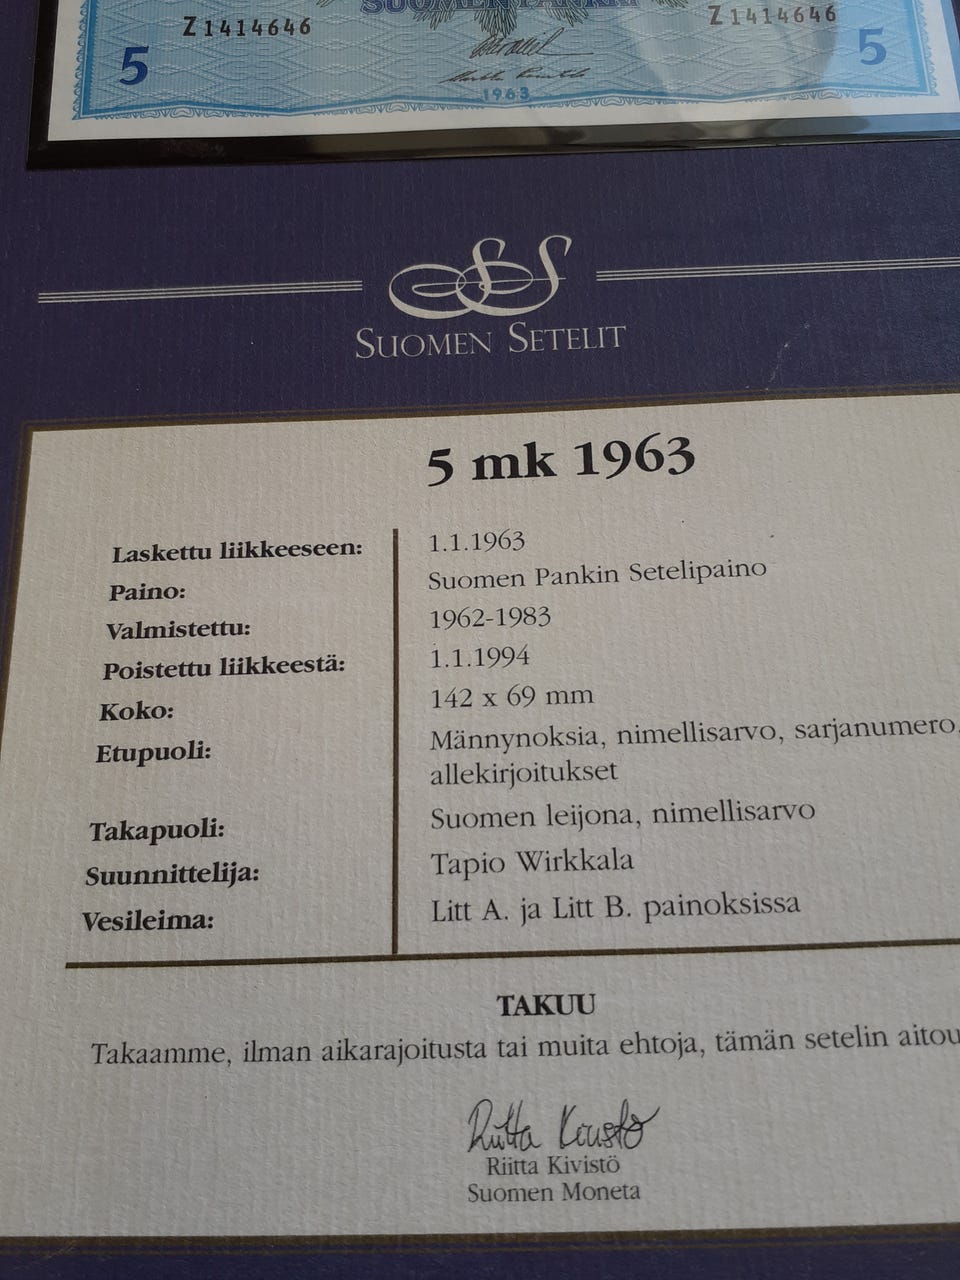 SUOMEN PANKKI
Z1414646
Z1414646
5
5
1963
SUOMEN SETELIT
5 mk 1963
Laskettu liikkeeseen: 1.1.1963
Paino: Suomen Pankin Setelipaino
Valmistettu: 1962-1983
Poistettu liikkeestä: 1.1.1994
Koko: 142 x 69 mm
Etupuoli: Männynoksia, nimellisarvo, sarjanumero,
allekirjoitukset
Takapuoli: Suomen leijona, nimellisarvo
Suunnittelija: Tapio Wirkkala
Vesileima: Litt A. ja Litt B. painoksissa
TAKUU
Takaamme, ilman aikarajoitusta tai muita ehtoja, tämän setelin aitou
Riitta Kivistö
Riitta Kivistö
Suomen Moneta